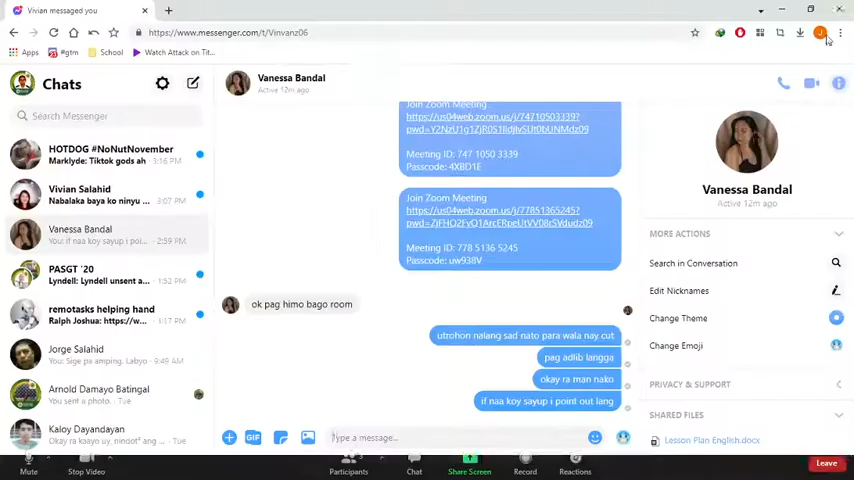 Vivian messaged you
https://www.messenger.com/t/Vinvanz06
Apps
#gtm
School
Watch Attack on Tit...
Chats
Search Messenger
HOTDOG #NoNutNovember
Marklyde: Tiktok gods ah
3:16 PM
Vivian Salahid
Nabalaka baya ko ninyu ...
3:07 PM
Vanessa Bandal
You: if naa koy sayup i poi...
2:59 PM
PASGT '20
Lyndell: Lyndell unsent a...
1:52 PM
remotasks helping hand
Ralph Joshua: https://w...
1:17 PM
Jorge Salahid
You: Sige pa amping. Labyo
9:49 AM
Arnold Damayo Batingal
You sent a photo.
Tue
Kaloy Dayandayan
Okay ra kaayo uy, nindot⁴ ang ...
Tue
Vanessa Bandal
Active 12m ago
Join Zoom Meeting
https://us04web.zoom.us/j/74710503339?
Meeting ID: 747 1050 3339
Passcode: 4XBD1E
Join Zoom Meeting
https://us04web.zoom.us/j/77851365245?
Meeting ID: 778 5136 5245
Passcode: uw938V
ok pag himo bago room
utrohon nalang sad nato para wala nay cut
pag adlib langga
okay ra man nako
if naa koy sayup i point out lang
GIF
Type a message...
Vanessa Bandal
Active 12m ago
MORE ACTIONS
Search in Conversation
Edit Nicknames
Change Theme
Change Emoji
PRIVACY & SUPPORT
SHARED FILES
Lesson Plan English.docx
Mute
Stop Video
Participants
Chat
Share Screen
Record
Reactions
Leave